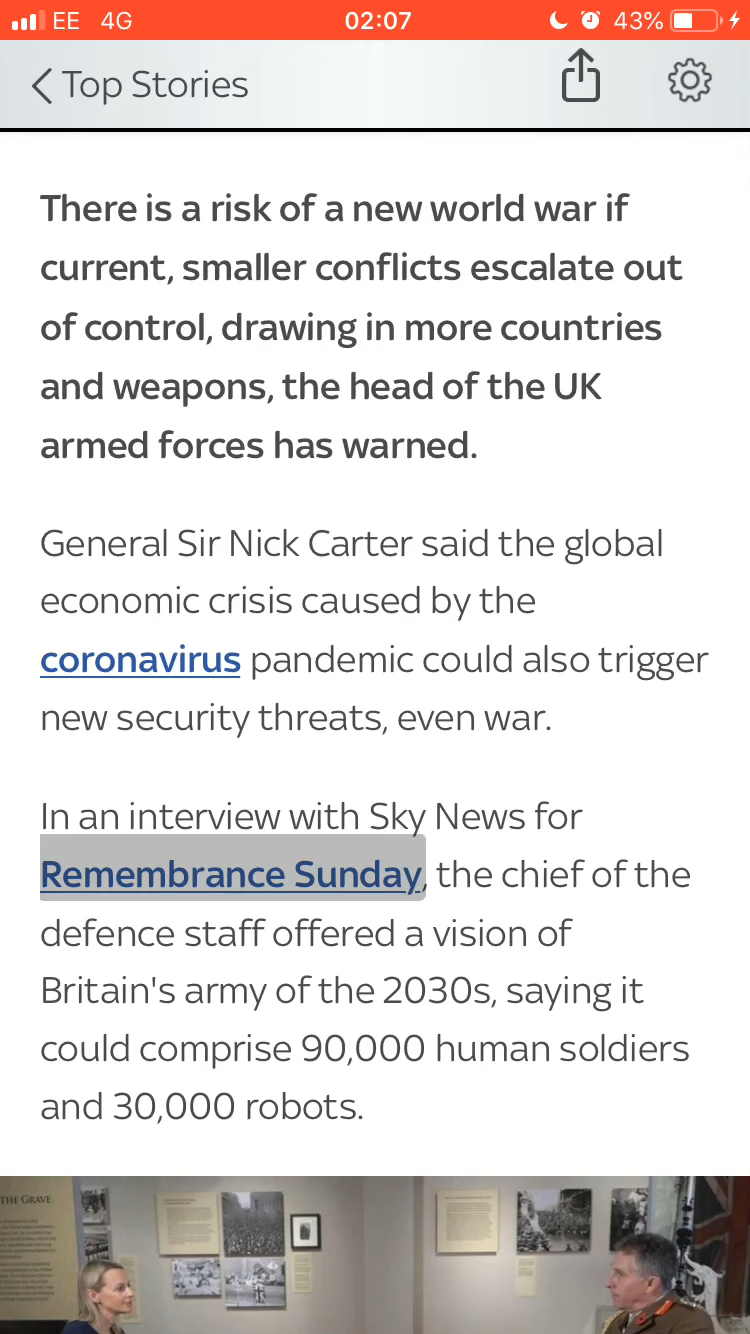 EE 4G 02:07 43%
Top Stories
There is a risk of a new world war if
current, smaller conflicts escalate out
of control, drawing in more countries
and weapons, the head of the UK
armed forces has warned.
General Sir Nick Carter said the global
economic crisis caused by the
coronavirus pandemic could also trigger
new security threats, even war.
In an interview with Sky News for
Remembrance Sunday, the chief of the
defence staff offered a vision of
Britain's army of the 2030s, saying it
could comprise 90,000 human soldiers
and 30,000 robots.
THE GRAVE